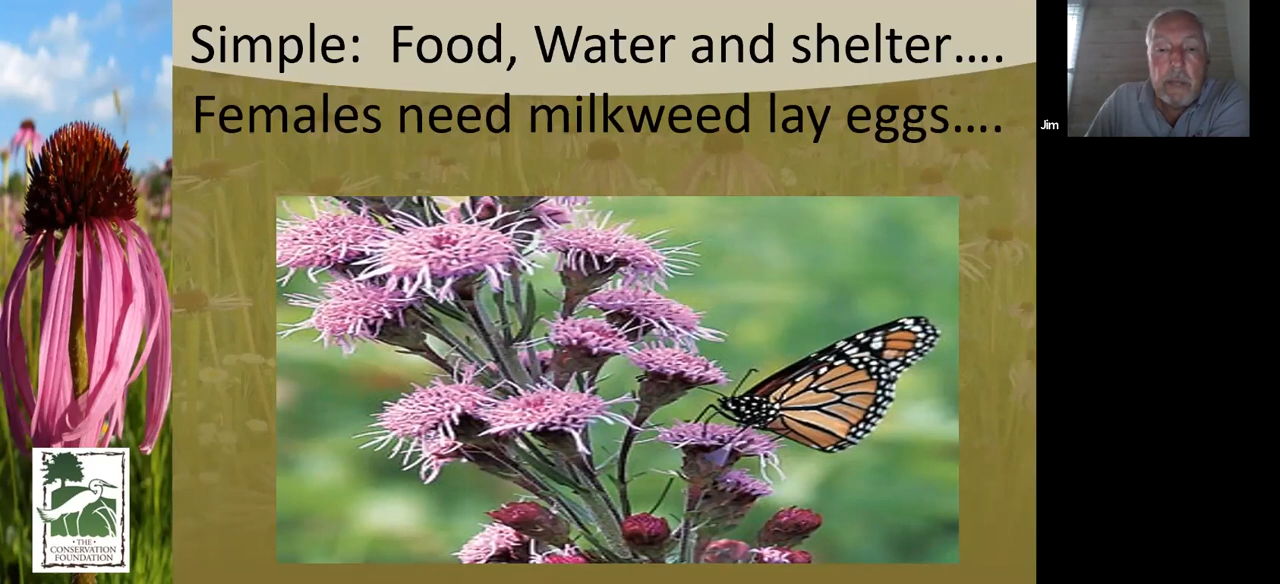 Simple:  Food, Water and shelter....
Females need milkweed lay eggs....
Jim
• THE •
CONSERVATION
FOUNDATION